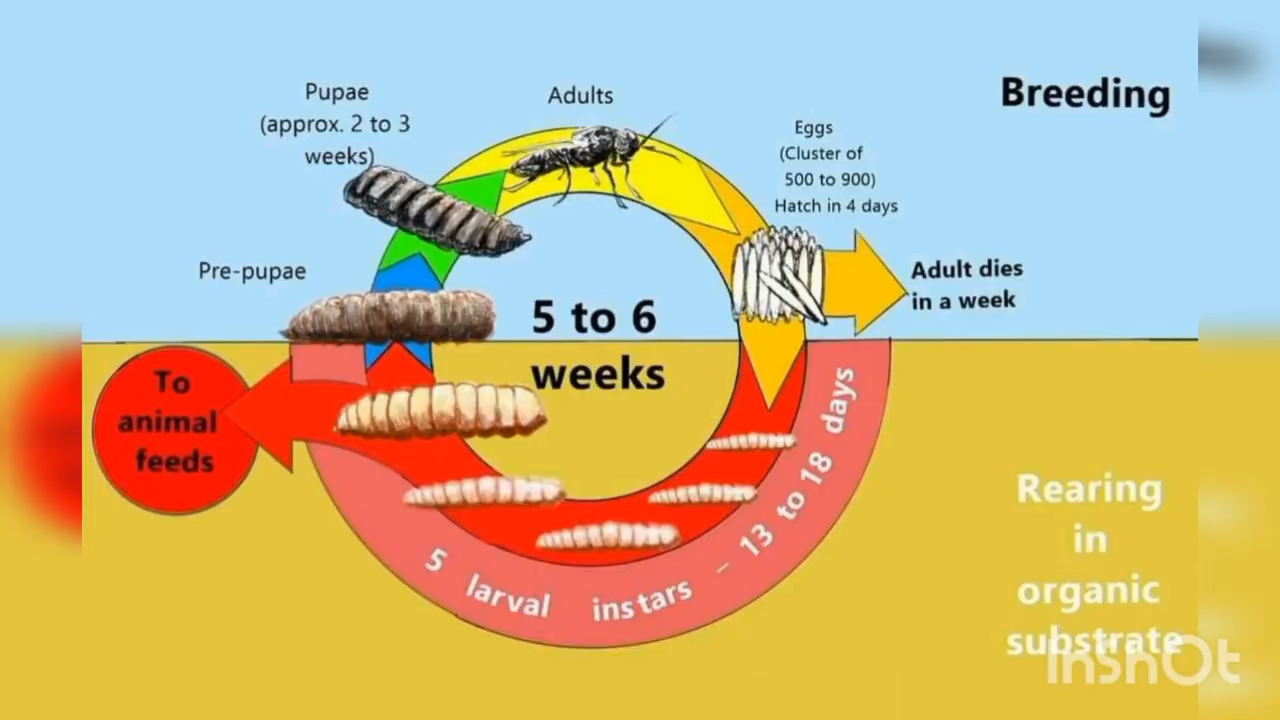 Breeding
Pupae
(approx. 2 to 3
weeks)
Adults
Eggs
(Cluster of
500 to 900)
Hatch in 4 days
Pre-pupae
Adult dies
in a week
5 to 6
weeks
To
animal
feeds
5 larval instars – 13 to 18 days
Rearing
in
organic
substrate
InShOt